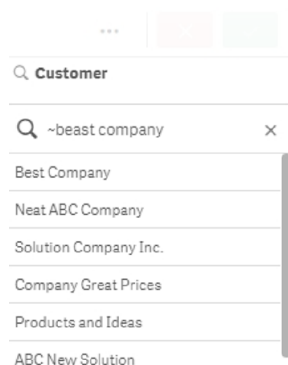 Customer
~beast company
Best Company
Neat ABC Company
Solution Company Inc.
Company Great Prices
Products and Ideas
ABC New Solution